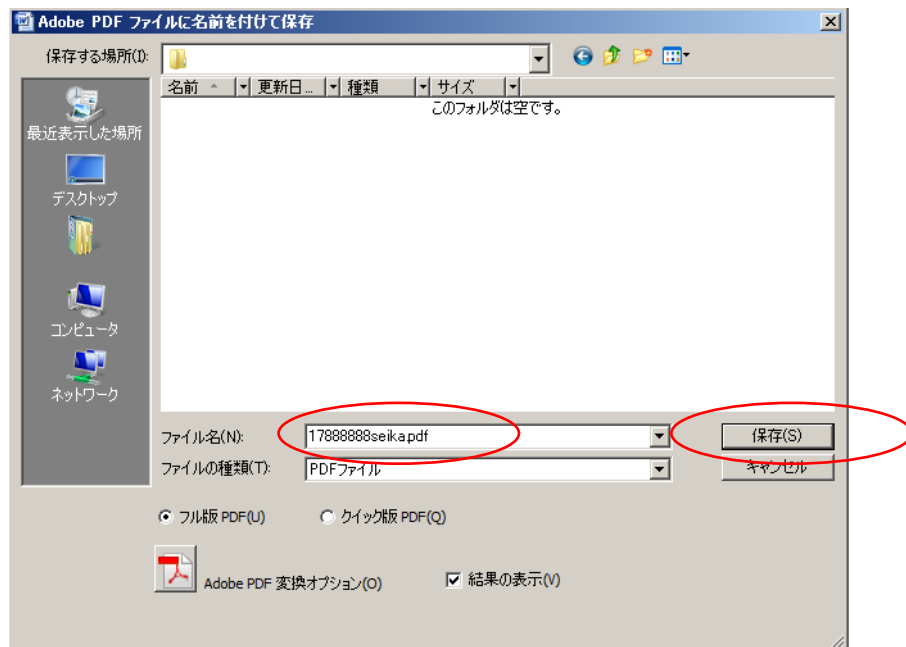 Adobe PDF ファイルに名前を付けて保存
保存する場所(I):
名前 更新日... 種類 サイズ
このフォルダは空です。
最近表示した場所
デスクトップ
コンピュータ
ネットワーク
ファイル名(N): 17888888seika.pdf 保存(S)
ファイルの種類(T): PDFファイル キャンセル
フル版 PDF(U) クイック版 PDF(Q)
Adobe PDF 変換オプション(O) 結果の表示(V)